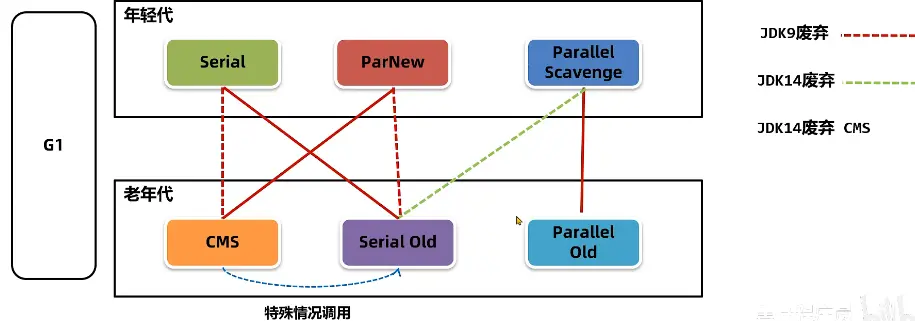 年轻代
Serial
ParNew
Parallel
Scavenge
G1
老年代
CMS
Serial Old
Parallel
Old
特殊情况调用
JDK9废弃
JDK14废弃
JDK14废弃 CMS